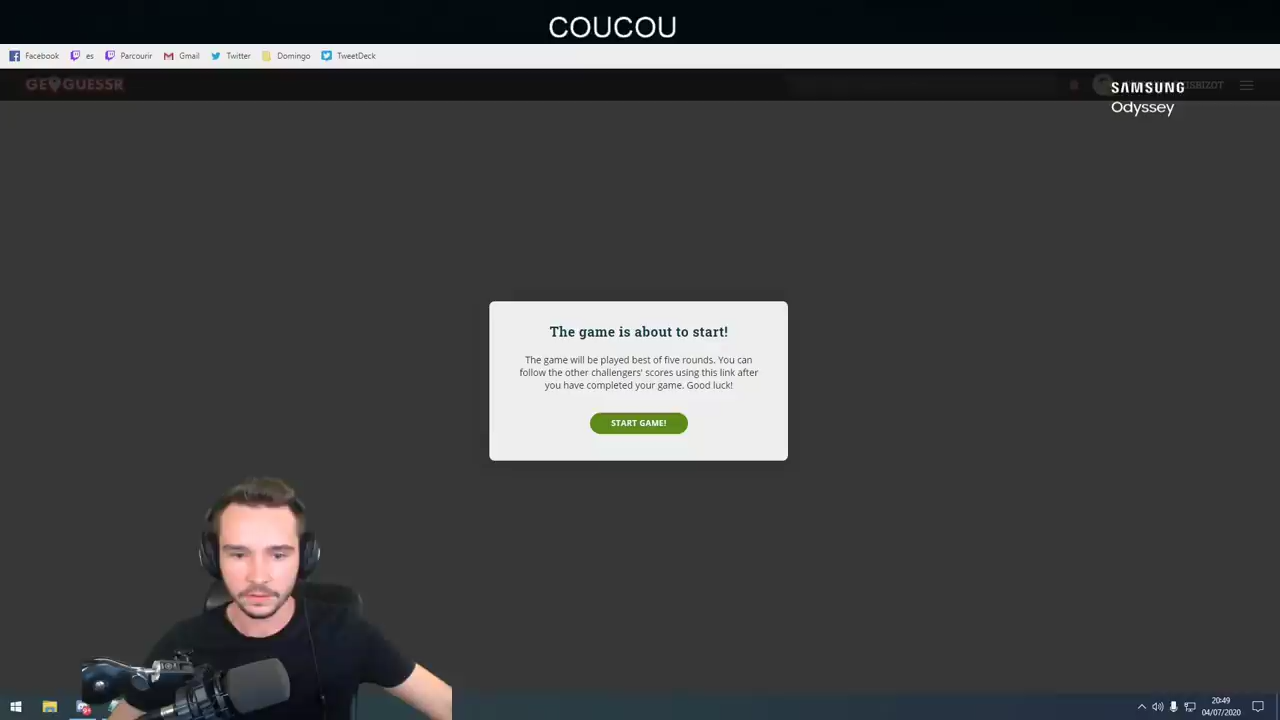 COUCOU
Facebook es Parcourir Gmail Twitter Domingo TweetDeck
GEOGUESSR
SAMSUNG
Odyssey
The game is about to start!
The game will be played best of five rounds. You can
follow the other challengers' scores using this link after
you have completed your game. Good luck!
START GAME!
20:49
04/07/2020